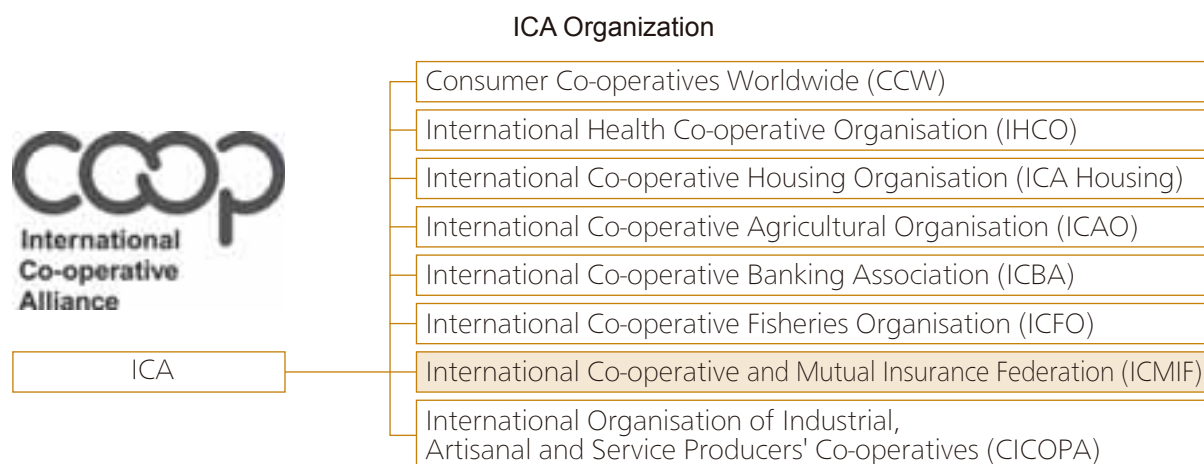 ICA Organization
coop
International
Co-operative
Alliance
ICA
Consumer Co-operatives Worldwide (CCW)
International Health Co-operative Organisation (IHCO)
International Co-operative Housing Organisation (ICA Housing)
International Co-operative Agricultural Organisation (ICAO)
International Co-operative Banking Association (ICBA)
International Co-operative Fisheries Organisation (ICFO)
International Co-operative and Mutual Insurance Federation (ICMIF)
International Organisation of Industrial,
Artisanal and Service Producers' Co-operatives (CICOPA)